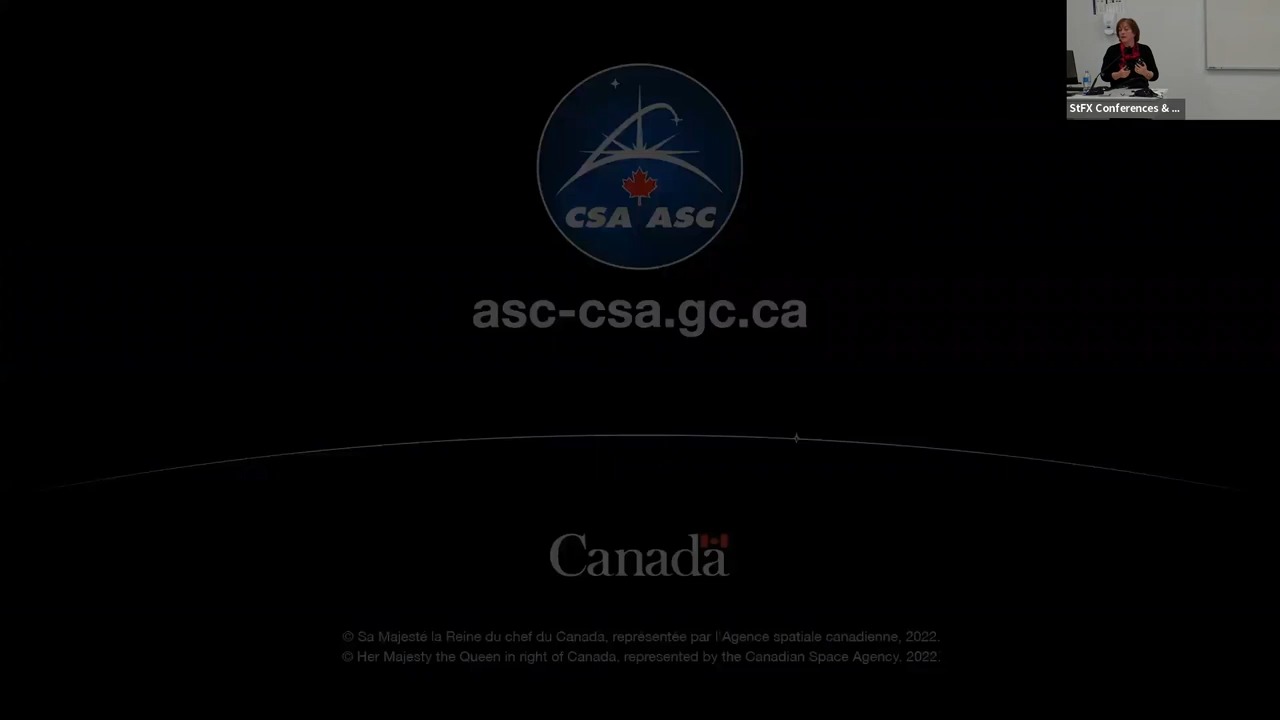 StFX Conferences & ...
CSA ASC
asc-csa.gc.ca
Canada
© Sa Majesté la Reine du chef du Canada, représentée par l'Agence spatiale canadienne, 2022.
© Her Majesty the Queen in right of Canada, represented by the Canadian Space Agency, 2022.